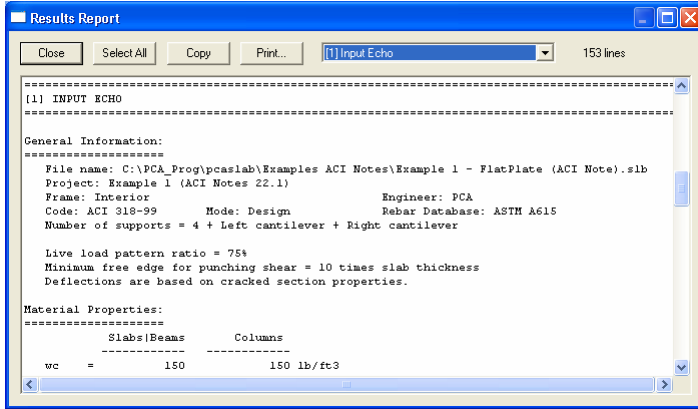 Results Report
Close Select All Copy Print... [1] Input Echo 153 lines
==========================================================================================
[1] INPUT ECHO
==========================================================================================
General Information:
====================
File name: C:\PCA_Prog\pcaslab\Examples ACI Notes\Example 1 - FlatPlate (ACI Note).slb
Project: Example 1 (ACI Notes 22.1)
Frame: Interior Engineer: PCA
Code: ACI 318-99 Mode: Design Rebar Database: ASTM A615
Number of supports = 4 + Left cantilever + Right cantilever
Live load pattern ratio = 75%
Minimum free edge for punching shear = 10 times slab thickness
Deflections are based on cracked section properties.
Material Properties:
====================
Slabs|Beams Columns
------------ ------------
wc = 150 150 lb/ft3